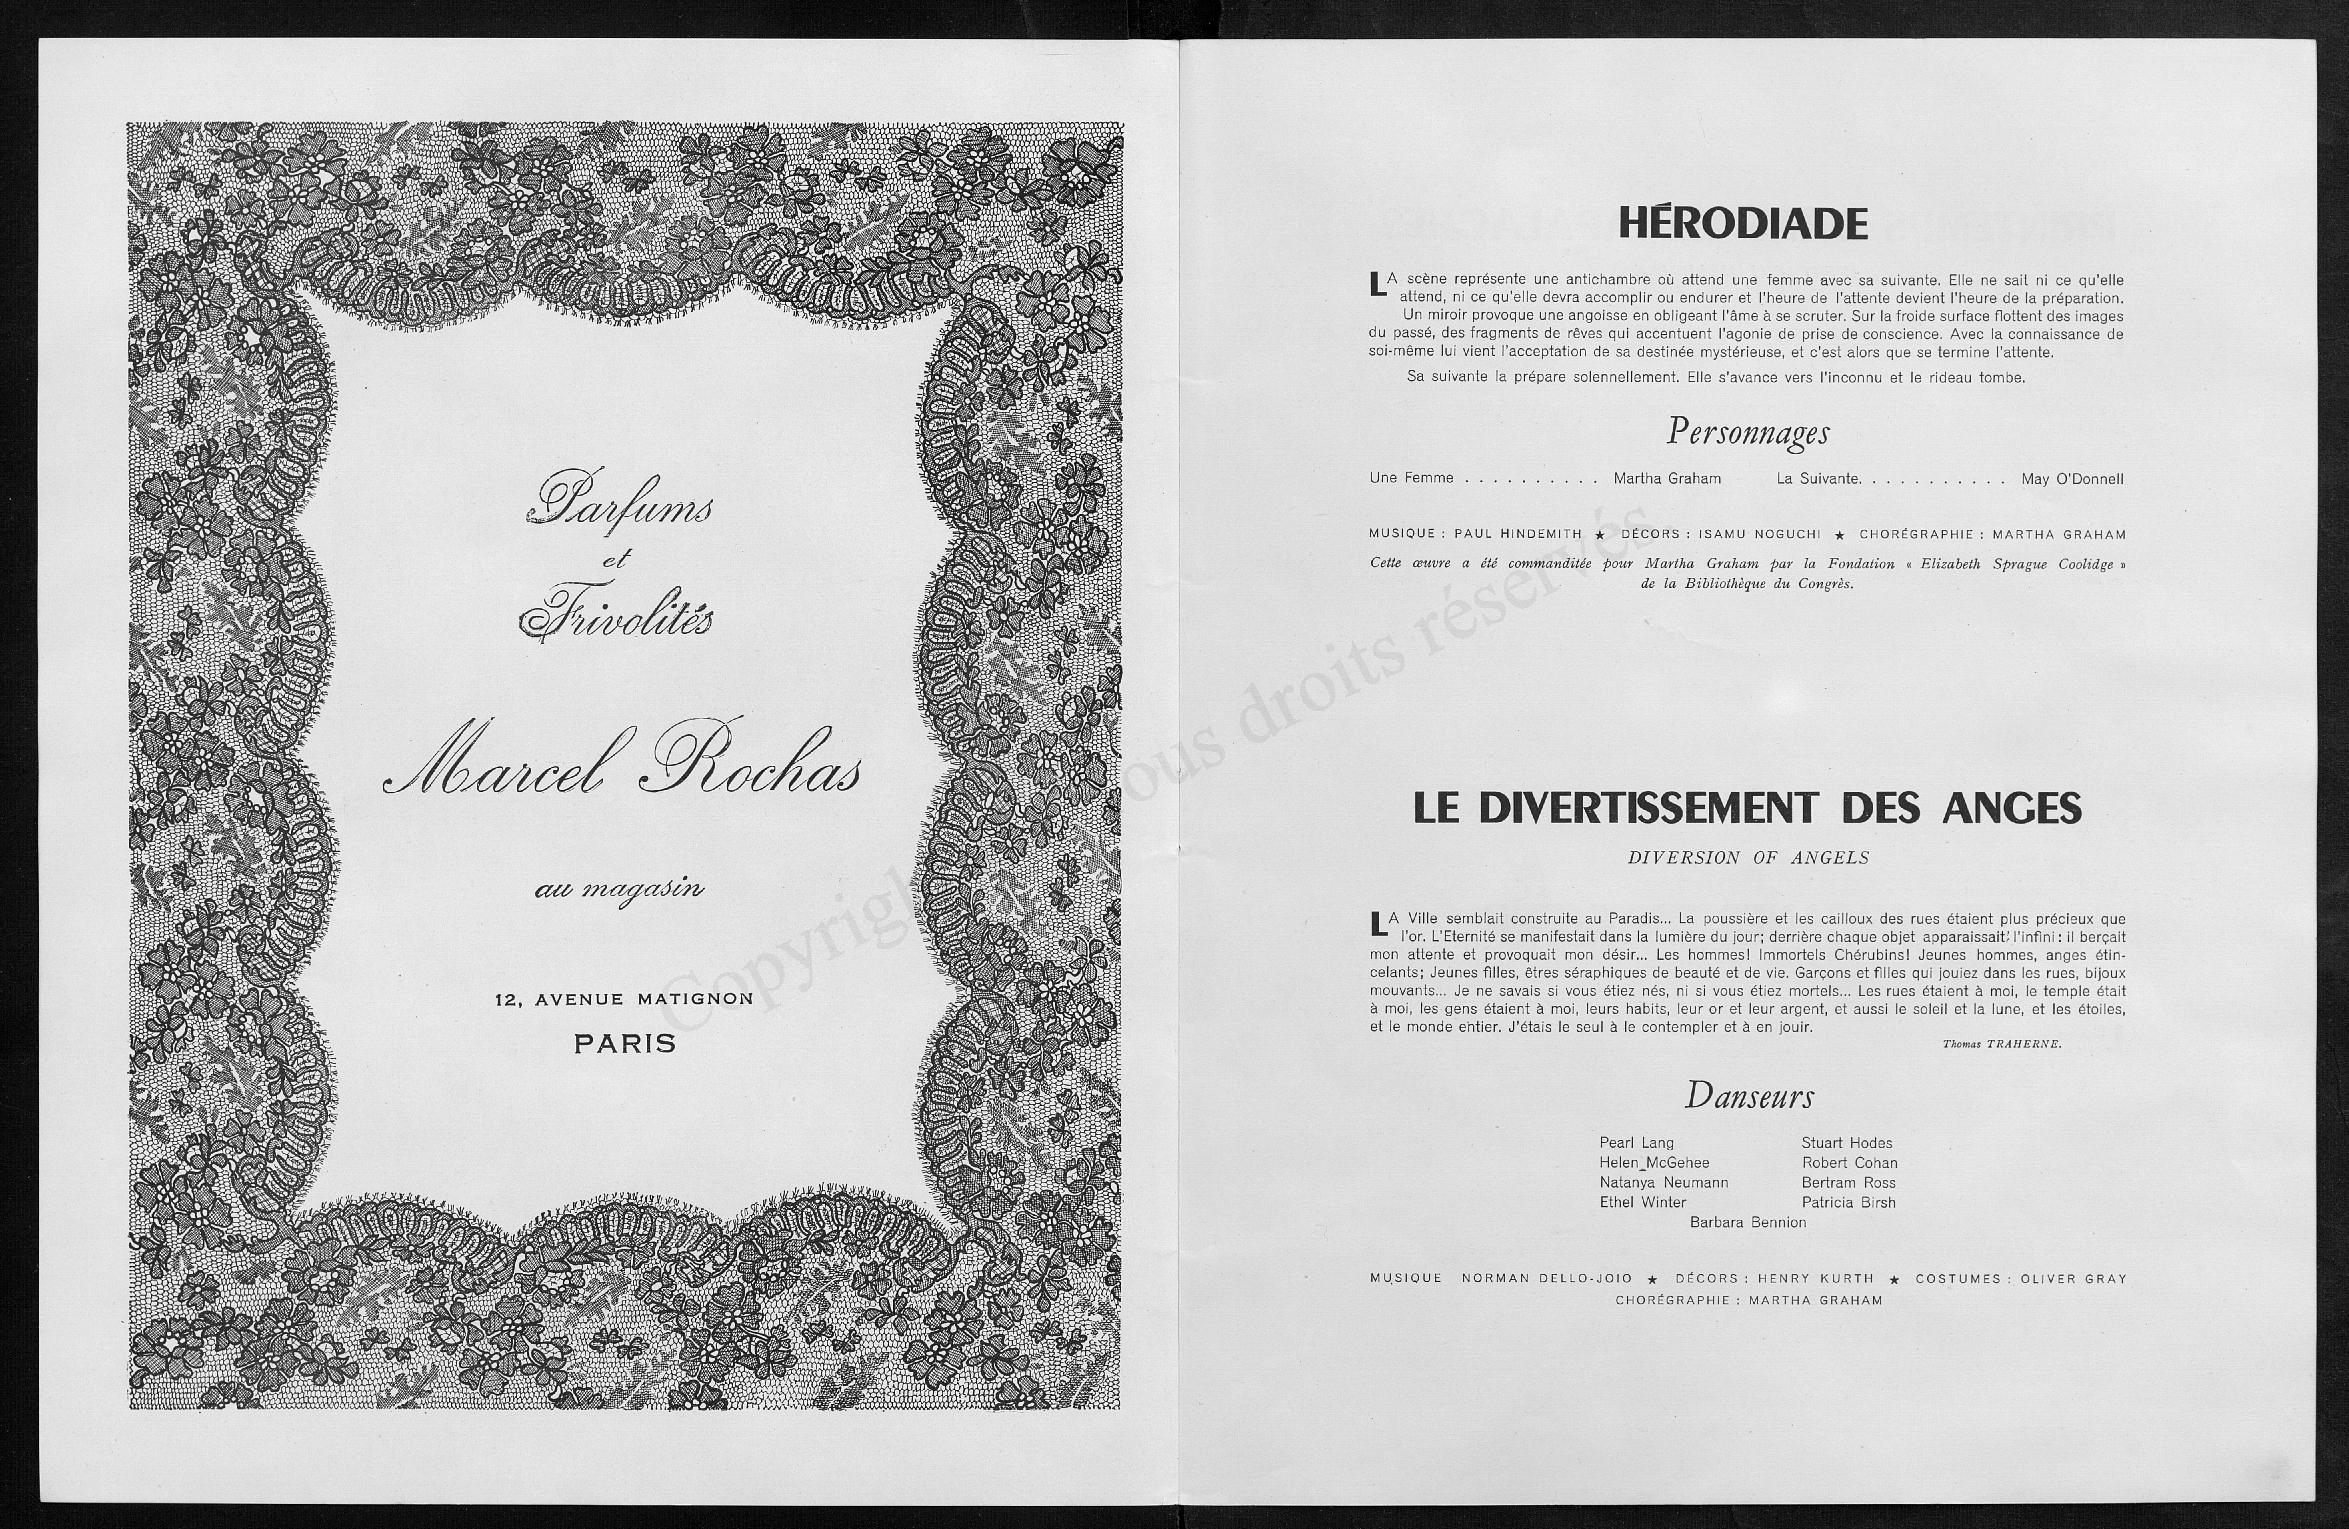 Parfums
et
Frivolités
Marcel Rochas
au magasin
12, AVENUE MATIGNON
PARIS
HÉRODIADE
LA scène représente une antichambre où attend une femme avec sa suivante. Elle ne sait ni ce qu'elle
attend, ni ce qu'elle devra accomplir ou endurer et l'heure de l'attente devient l'heure de la préparation.
Un miroir provoque une angoisse en obligeant l'âme à se scruter. Sur la froide surface flottent des images
du passé, des fragments de rêves qui accentuent l'agonie de prise de conscience. Avec la connaissance de
soi-même lui vient l'acceptation de sa destinée mystérieuse, et c'est alors que se termine l'attente.
Sa suivante la prépare solennellement. Elle s'avance vers l'inconnu et le rideau tombe.
Personnages
Une Femme . . . . . . . . . . Martha Graham La Suivante. . . . . . . . . . . May O'Donnell
MUSIQUE : PAUL HINDEMITH ★ DÉCORS : ISAMU NOGUCHI ★ CHORÉGRAPHIE : MARTHA GRAHAM
Cette œuvre a été commanditée pour Martha Graham par la Fondation « Elizabeth Sprague Coolidge »
de la Bibliothèque du Congrès.
LE DIVERTISSEMENT DES ANGES
DIVERSION OF ANGELS
LA Ville semblait construite au Paradis... La poussière et les cailloux des rues étaient plus précieux que
l'or. L'Eternité se manifestait dans la lumière du jour; derrière chaque objet apparaissait l'infini : il berçait
mon attente et provoquait mon désir... Les hommes! Immortels Chérubins! Jeunes hommes, anges étin-
celants; Jeunes filles, êtres séraphiques de beauté et de vie. Garçons et filles qui jouiez dans les rues, bijoux
mouvants... Je ne savais si vous étiez nés, ni si vous étiez mortels... Les rues étaient à moi, le temple était
à moi, les gens étaient à moi, leurs habits, leur or et leur argent, et aussi le soleil et la lune, et les étoiles,
et le monde entier. J'étais le seul à le contempler et à en jouir.
Thomas TRAHERNE.
Danseurs
Pearl Lang Stuart Hodes
Helen McGehee Robert Cohan
Natanya Neumann Bertram Ross
Ethel Winter Patricia Birsh
Barbara Bennion
MUSIQUE NORMAN DELLO-JOIO ★ DÉCORS : HENRY KURTH ★ COSTUMES : OLIVER GRAY
CHORÉGRAPHIE : MARTHA GRAHAM
Copyright tous droits réservés.